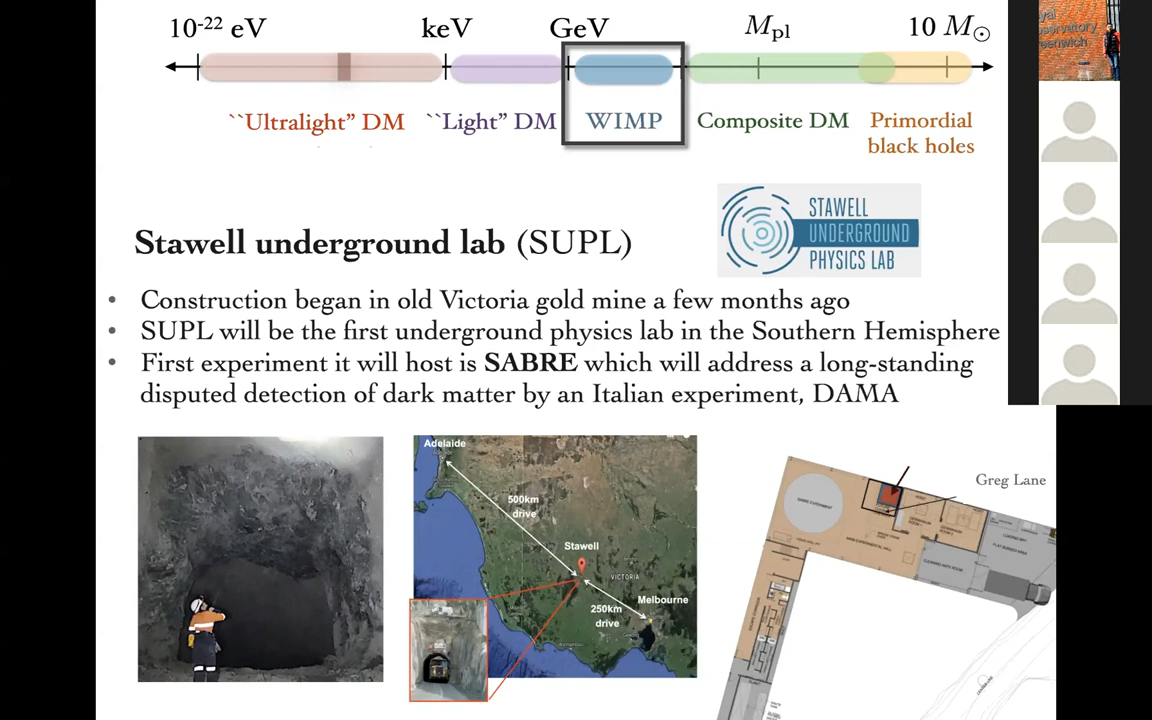 10-22 eV keV GeV Mpl 10 M☉
``Ultralight” DM ``Light” DM WIMP Composite DM Primordial
black holes
STAWELL
UNDERGROUND
PHYSICS LAB
Stawell underground lab (SUPL)
• Construction began in old Victoria gold mine a few months ago
• SUPL will be the first underground physics lab in the Southern Hemisphere
• First experiment it will host is SABRE which will address a long-standing
disputed detection of dark matter by an Italian experiment, DAMA
Adelaide
500km
drive
Stawell
VICTORIA
Melbourne
250km
drive
Greg Lane